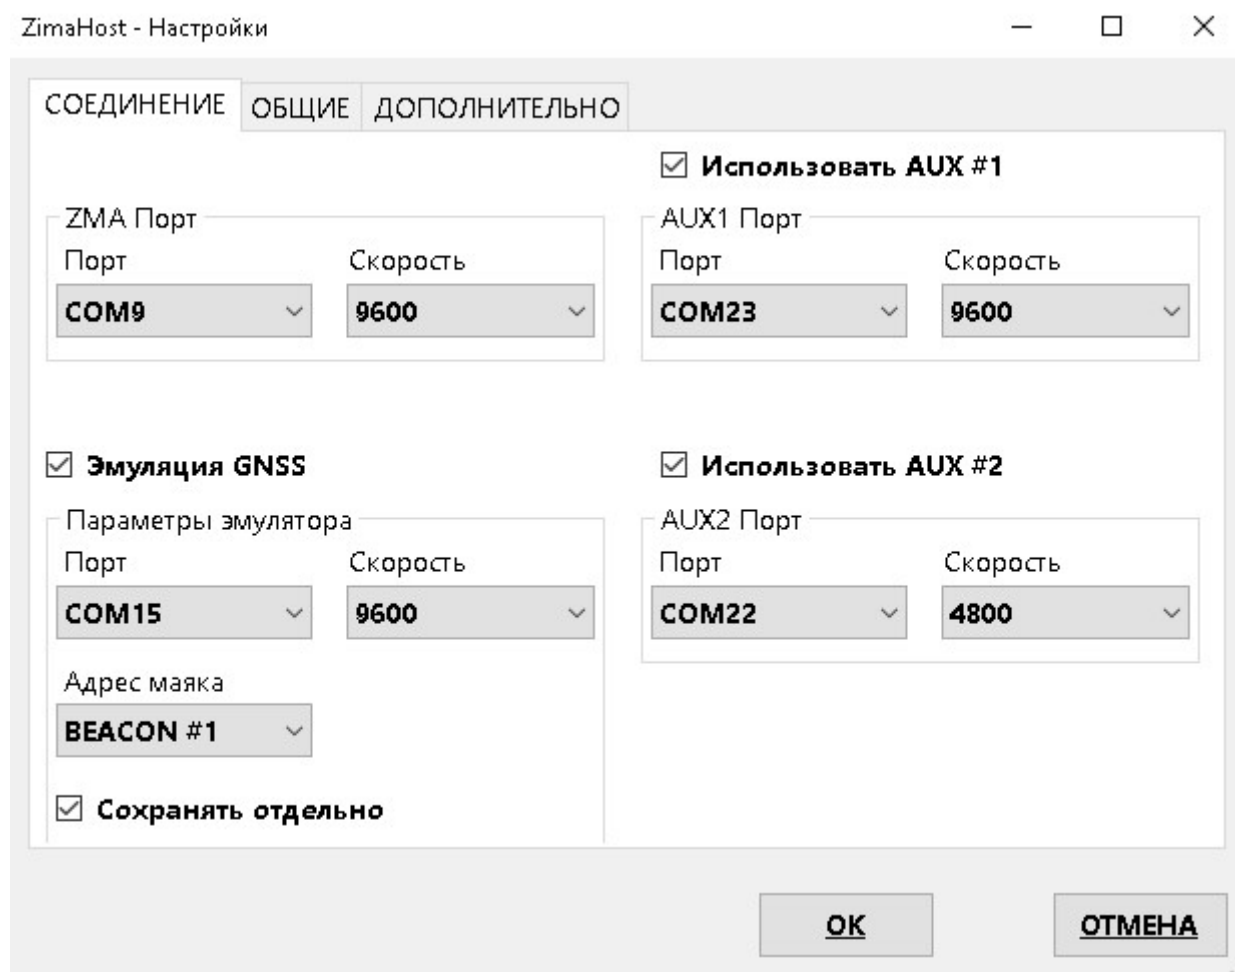 ZimaHost - Настройки
СОЕДИНЕНИЕ ОБЩИЕ ДОПОЛНИТЕЛЬНО
Использовать AUX #1
ZMA Порт
Порт Скорость
COM9 9600
AUX1 Порт
Порт Скорость
COM23 9600
Эмуляция GNSS
Параметры эмулятора
Порт Скорость
COM15 9600
Адрес маяка
BEACON #1
Сохранять отдельно
Использовать AUX #2
AUX2 Порт
Порт Скорость
COM22 4800
OK ОТМЕНА